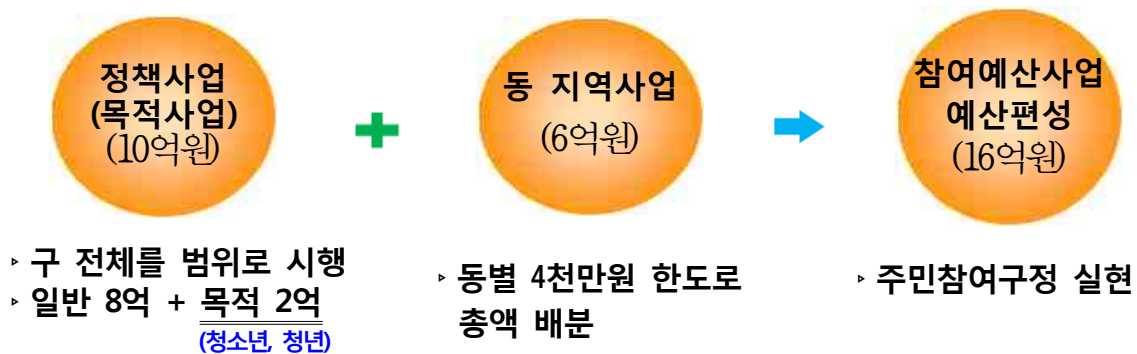 정책사업
(목적사업)
(10억원)
동 지역사업
(6억원)
참여예산사업
예산편성
(16억원)
▹ 구 전체를 범위로 시행
▹ 일반 8억 + 목적 2억
(청소년, 청년)
▹ 동별 4천만원 한도로
총액 배분
▹ 주민참여구정 실현